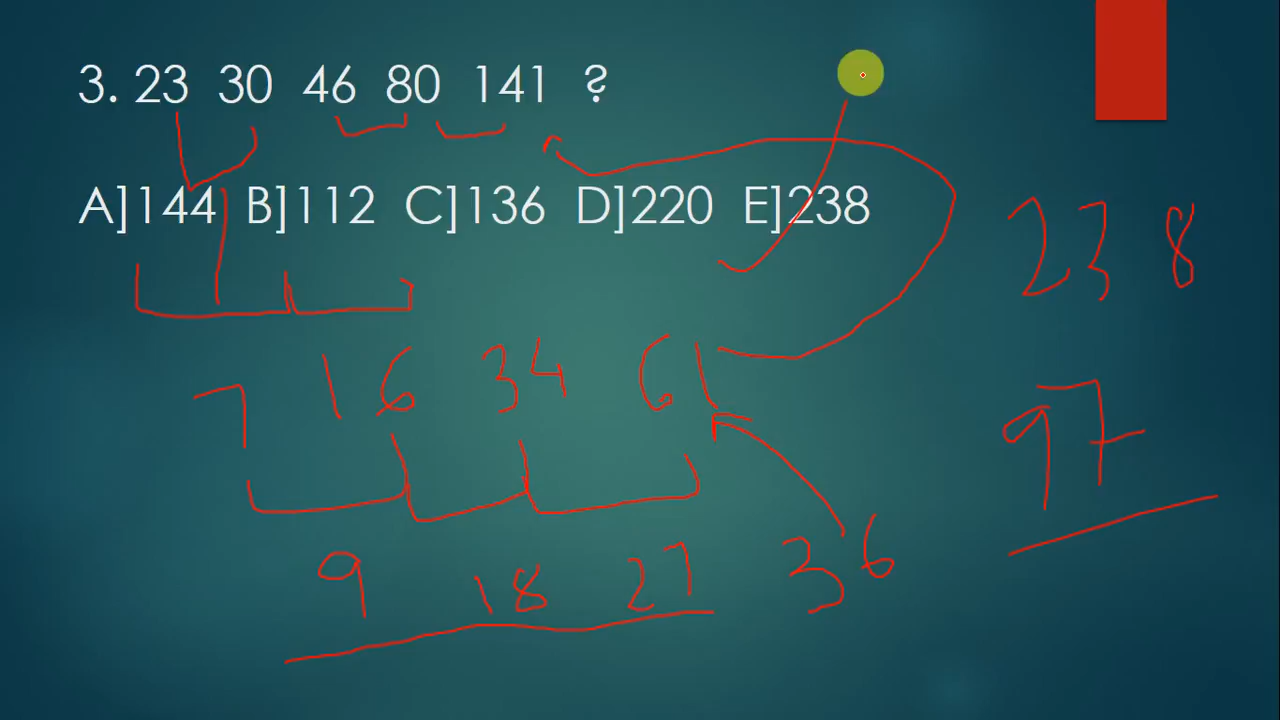 3. 23 30 46 80 141 ?
A]144 B]112 C]136 D]220 E]238
238
7 16 34 61
97
9 18 27 36